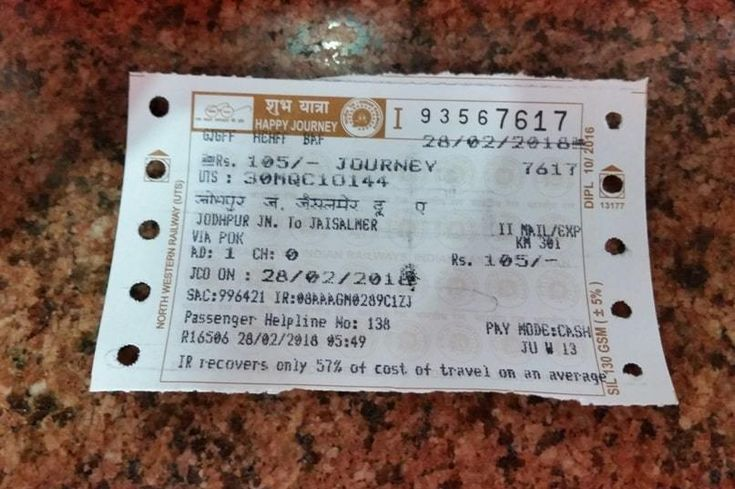 शुभ यात्रा
HAPPY JOURNEY
I 93567617
28/02/2018
Rs. 105/- JOURNEY 7617
UTS : 30MQC10144
जोधपुर ज. जैसलमेर दू ए
JODHPUR JN. To JAISALMER II MAIL/EXP
VIA POK KM 301
AD: 1 CH: 0 Rs. 105/-
JCO ON : 28/02/2018
SAC:996421 IR:08AAAGM0289C1ZJ
Passenger Helpline No: 138 PAY MODE:CASH
R16506 28/02/2018 05:49 JU W 13
IR recovers only 57% of cost of travel on an average
NORTH WESTERN RAILWAY (UTS)
DIPL 10/2016
13177
SIL 130 GSM (± 5%)